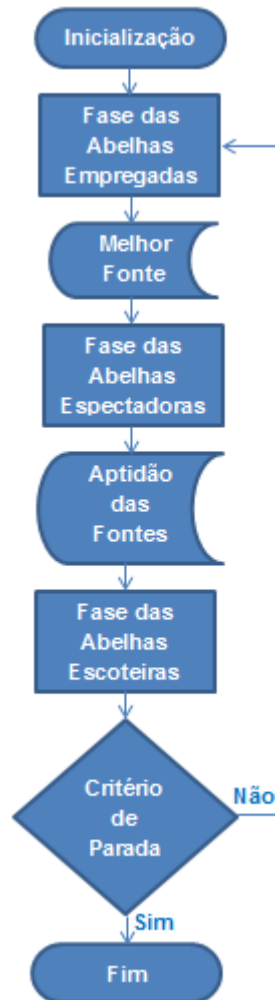 Inicialização
Fase das
Abelhas
Empregadas
Melhor
Fonte
Fase das
Abelhas
Espectadoras
Aptidão
das
Fontes
Fase das
Abelhas
Escoteiras
Critério
de
Parada
Não
Sim
Fim